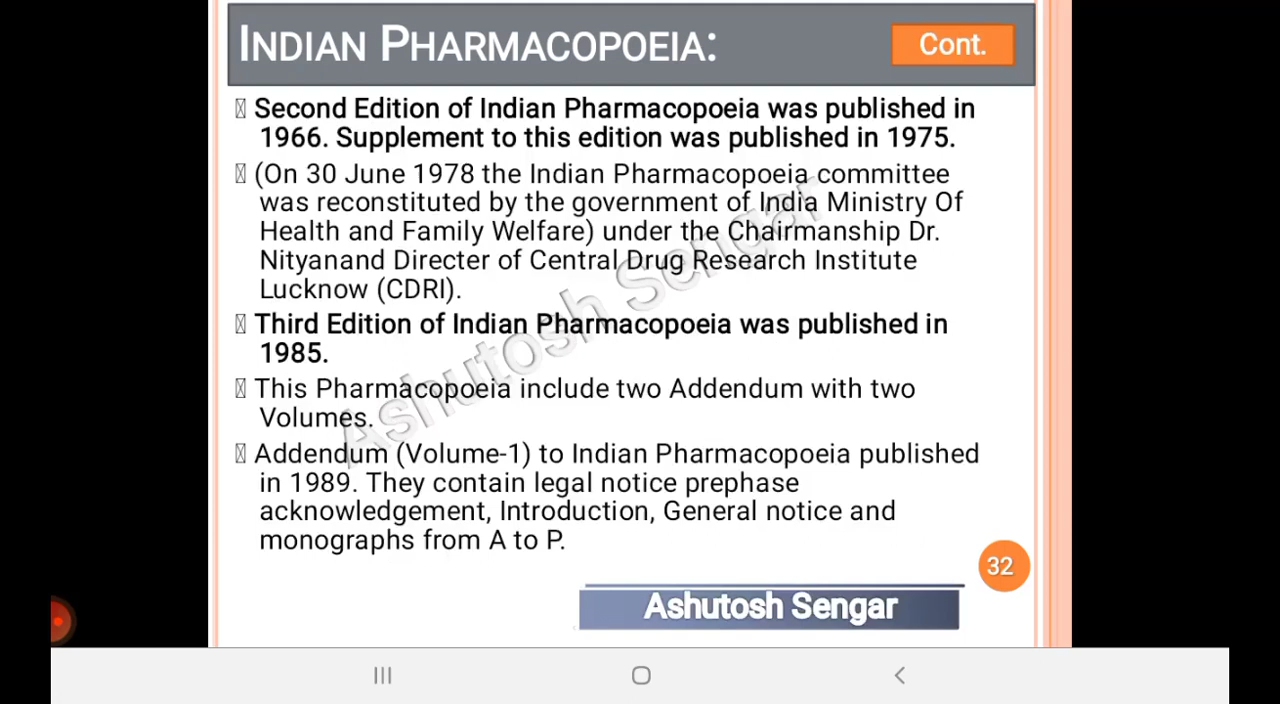 INDIAN PHARMACOPOEIA:
Cont.
Second Edition of Indian Pharmacopoeia was published in
1966. Supplement to this edition was published in 1975.
(On 30 June 1978 the Indian Pharmacopoeia committee
was reconstituted by the government of India Ministry Of
Health and Family Welfare) under the Chairmanship Dr.
Nityanand Directer of Central Drug Research Institute
Lucknow (CDRI).
Third Edition of Indian Pharmacopoeia was published in
1985.
This Pharmacopoeia include two Addendum with two
Volumes.
Addendum (Volume-1) to Indian Pharmacopoeia published
in 1989. They contain legal notice prephase
acknowledgement, Introduction, General notice and
monographs from A to P.
Ashutosh Sengar
32
Ashutosh Sengar